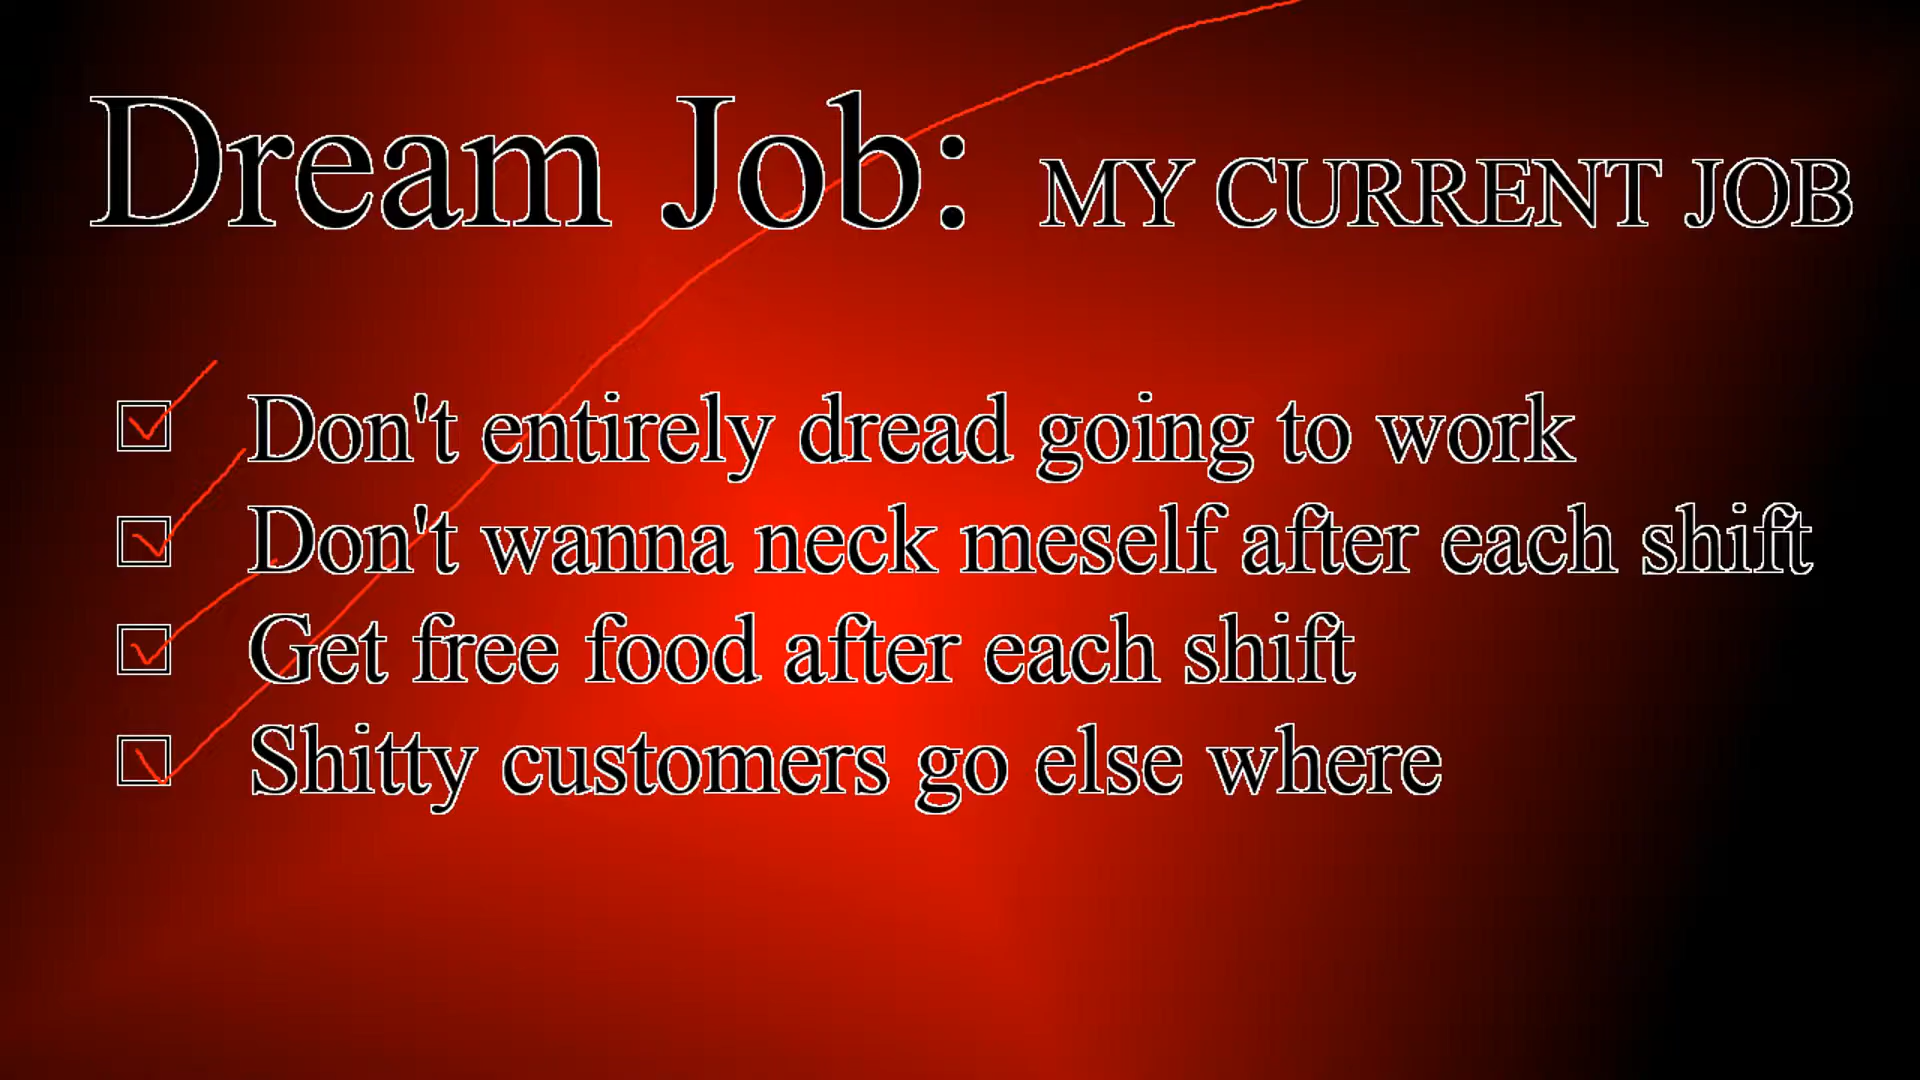 Dream Job: MY CURRENT JOB
Don't entirely dread going to work
Don't wanna neck meself after each shift
Get free food after each shift
Shitty customers go else where